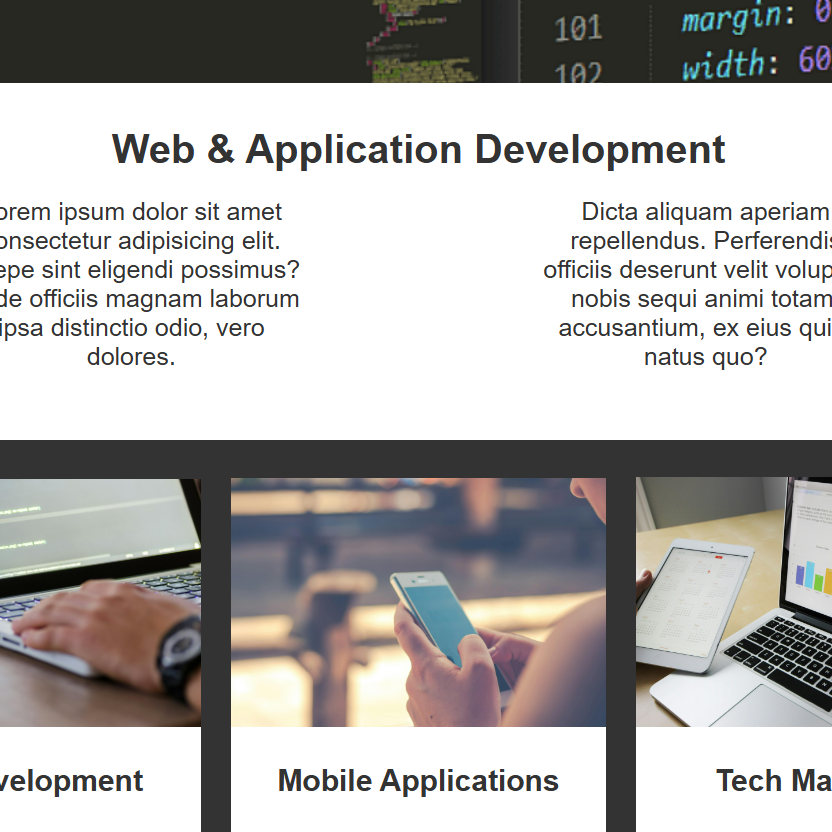 101
margin: 0
102
width: 60
Web & Application Development
orem ipsum dolor sit amet
onsectetur adipisicing elit.
epe sint eligendi possimus?
de officiis magnam laborum
ipsa distinctio odio, vero
dolores.
Dicta aliquam aperiam
repellendus. Perferendis
officiis deserunt velit volup
nobis sequi animi totam
accusantium, ex eius qui
natus quo?
velopment
Mobile Applications
Tech Ma